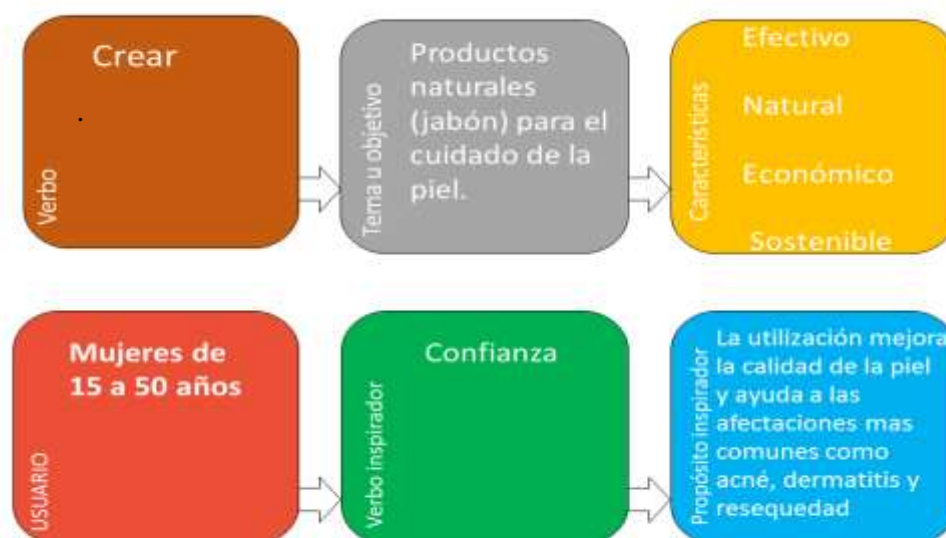 Crear
.
Verbo
Productos
naturales
(jabón) para el
cuidado de la
piel.
Tema u objetivo
Efectivo
Natural
Económico
Sostenible
Características
Mujeres de
15 a 50 años
USUARIO
Confianza
Verbo inspirador
La utilización mejora
la calidad de la piel
y ayuda a las
afectaciones mas
comunes como
acné, dermatitis y
resequedad
Propósito inspirador